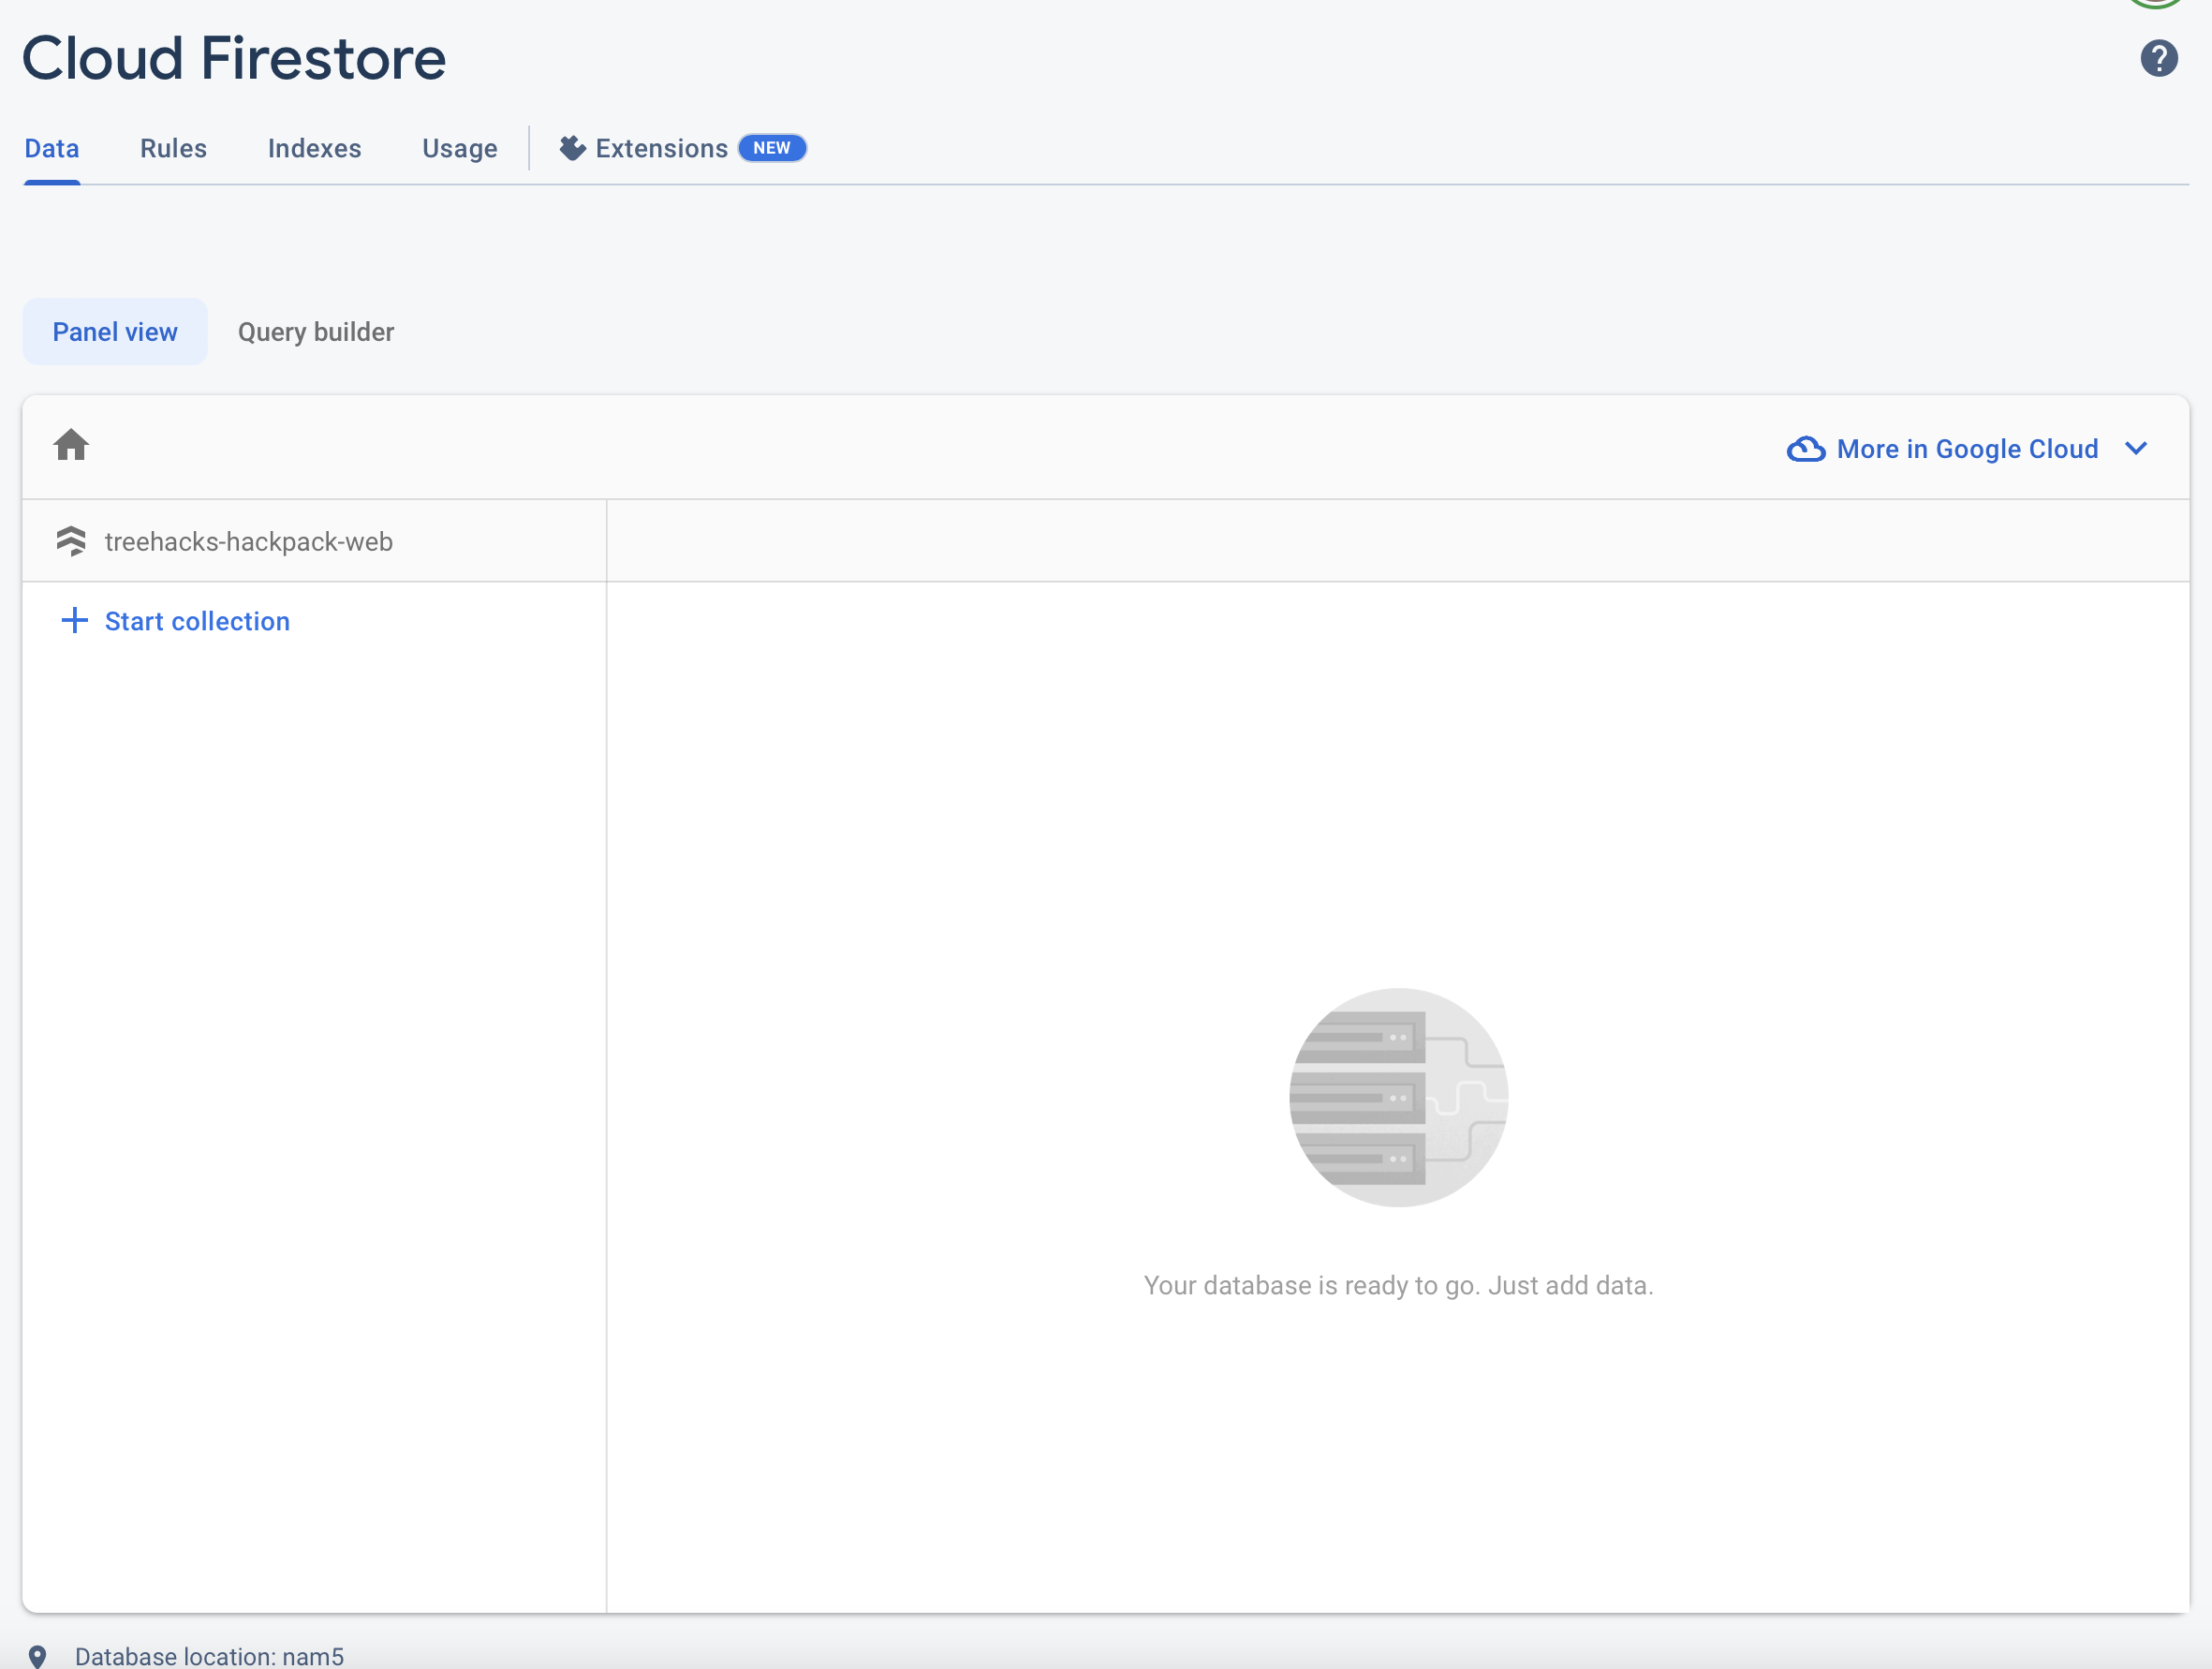 Cloud Firestore
?
Data Rules Indexes Usage Extensions NEW
Panel view Query builder
More in Google Cloud
treehacks-hackpack-web
+ Start collection
Your database is ready to go. Just add data.
Database location: nam5